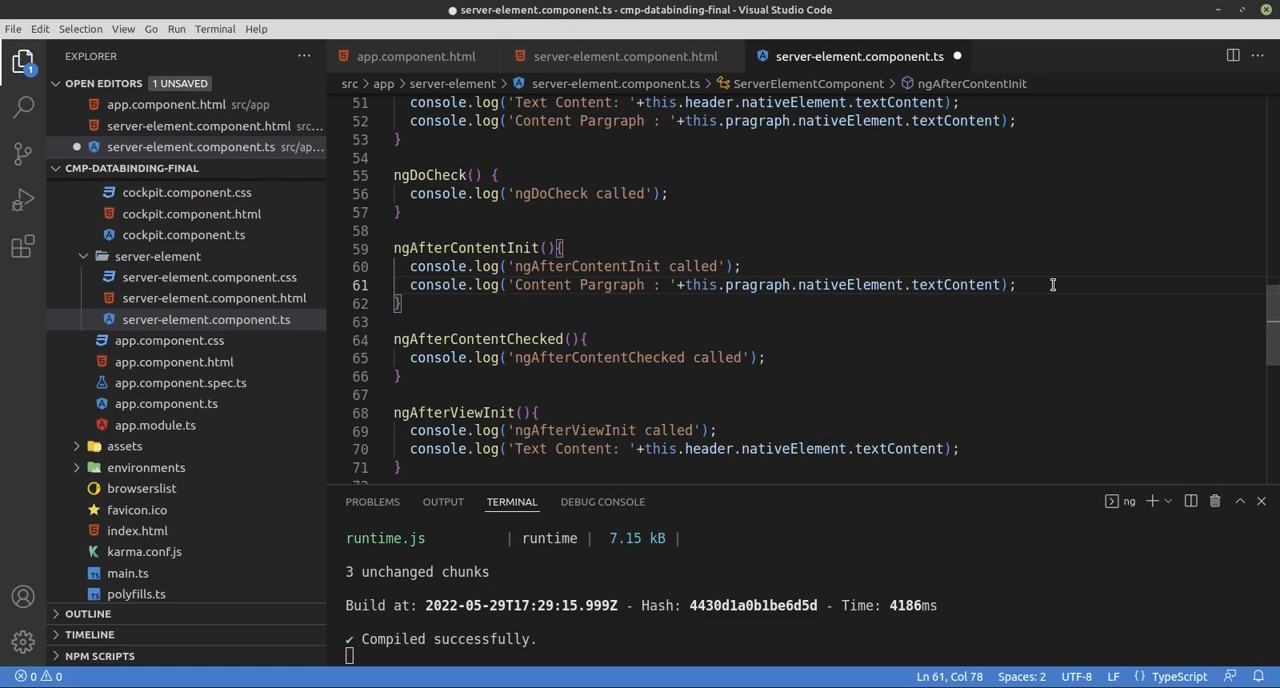 ● server-element.component.ts - cmp-databinding-final - Visual Studio Code
File Edit Selection View Go Run Terminal Help
1
EXPLORER
OPEN EDITORS 1 UNSAVED
app.component.html src/app
server-element.component.html src...
server-element.component.ts src/ap...
CMP-DATABINDING-FINAL
cockpit.component.css
cockpit.component.html
cockpit.component.ts
server-element
server-element.component.css
server-element.component.html
server-element.component.ts
app.component.css
app.component.html
app.component.spec.ts
app.component.ts
app.module.ts
assets
environments
browserslist
favicon.ico
index.html
karma.conf.js
main.ts
polyfills.ts
OUTLINE
TIMELINE
NPM SCRIPTS
app.component.html server-element.component.html server-element.component.ts ●
src > app > server-element > server-element.component.ts > ServerElementComponent > ngAfterContentInit
51 console.log('Text Content: '+this.header.nativeElement.textContent);
52 console.log('Content Pargraph : '+this.pragraph.nativeElement.textContent);
53 }
54
55 ngDoCheck() {
56 console.log('ngDoCheck called');
57 }
58
59 ngAfterContentInit(){
60 console.log('ngAfterContentInit called');
61 console.log('Content Pargraph : '+this.pragraph.nativeElement.textContent);
62 }
63
64 ngAfterContentChecked(){
65 console.log('ngAfterContentChecked called');
66 }
67
68 ngAfterViewInit(){
69 console.log('ngAfterViewInit called');
70 console.log('Text Content: '+this.header.nativeElement.textContent);
71 }
PROBLEMS OUTPUT TERMINAL DEBUG CONSOLE ng
runtime.js | runtime | 7.15 kB |
3 unchanged chunks
Build at: 2022-05-29T17:29:15.999Z - Hash: 4430d1a0b1be6d5d - Time: 4186ms
✔ Compiled successfully.
0 0 Ln 61, Col 78 Spaces: 2 UTF-8 LF { } TypeScript